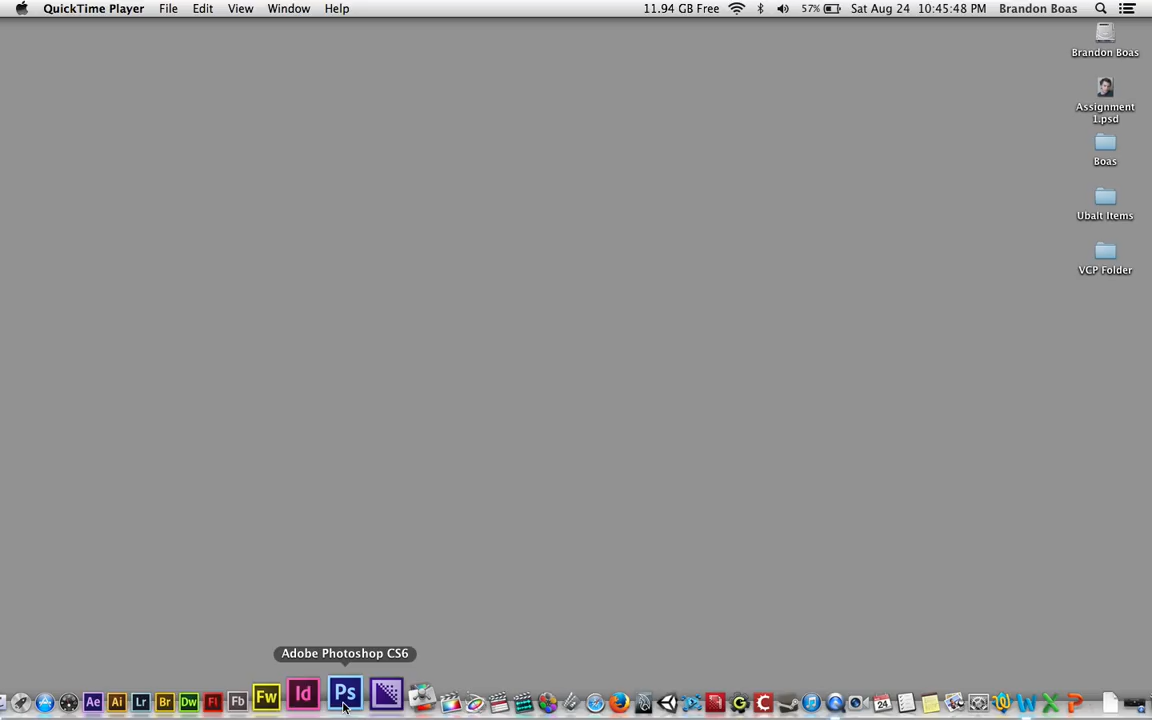 QuickTime Player File Edit View Window Help 11.94 GB Free 57% Sat Aug 24 10:45:48 PM Brandon Boas
Brandon Boas
Assignment
1.psd
Boas
Ubalt Items
VCP Folder
Adobe Photoshop CS6
Ae Ai Lr Br Dw Fl Fb Fw Id Ps
24